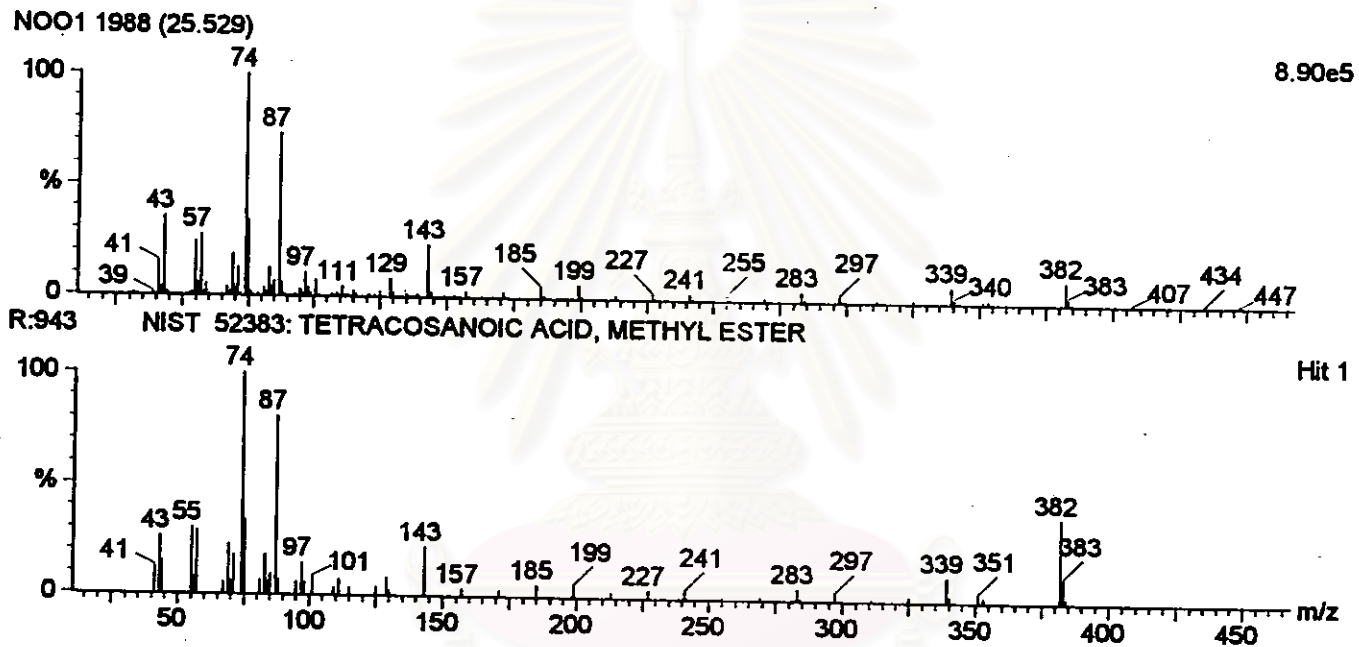 NOO1 1988 (25.529)
100 74 8.90e5
87
%
43 57 143
41 97 185 227 255 297 382 434
39 111 129 157 199 241 283 339 340 383 407 447
0
R:943 NIST 52383: TETRACOSANOIC ACID, METHYL ESTER
74 Hit 1
100
87
%
382
43 55 143
41 97 101 199 241 297 339 351 383
157 185 227 283
0
50 100 150 200 250 300 350 400 450 m/z